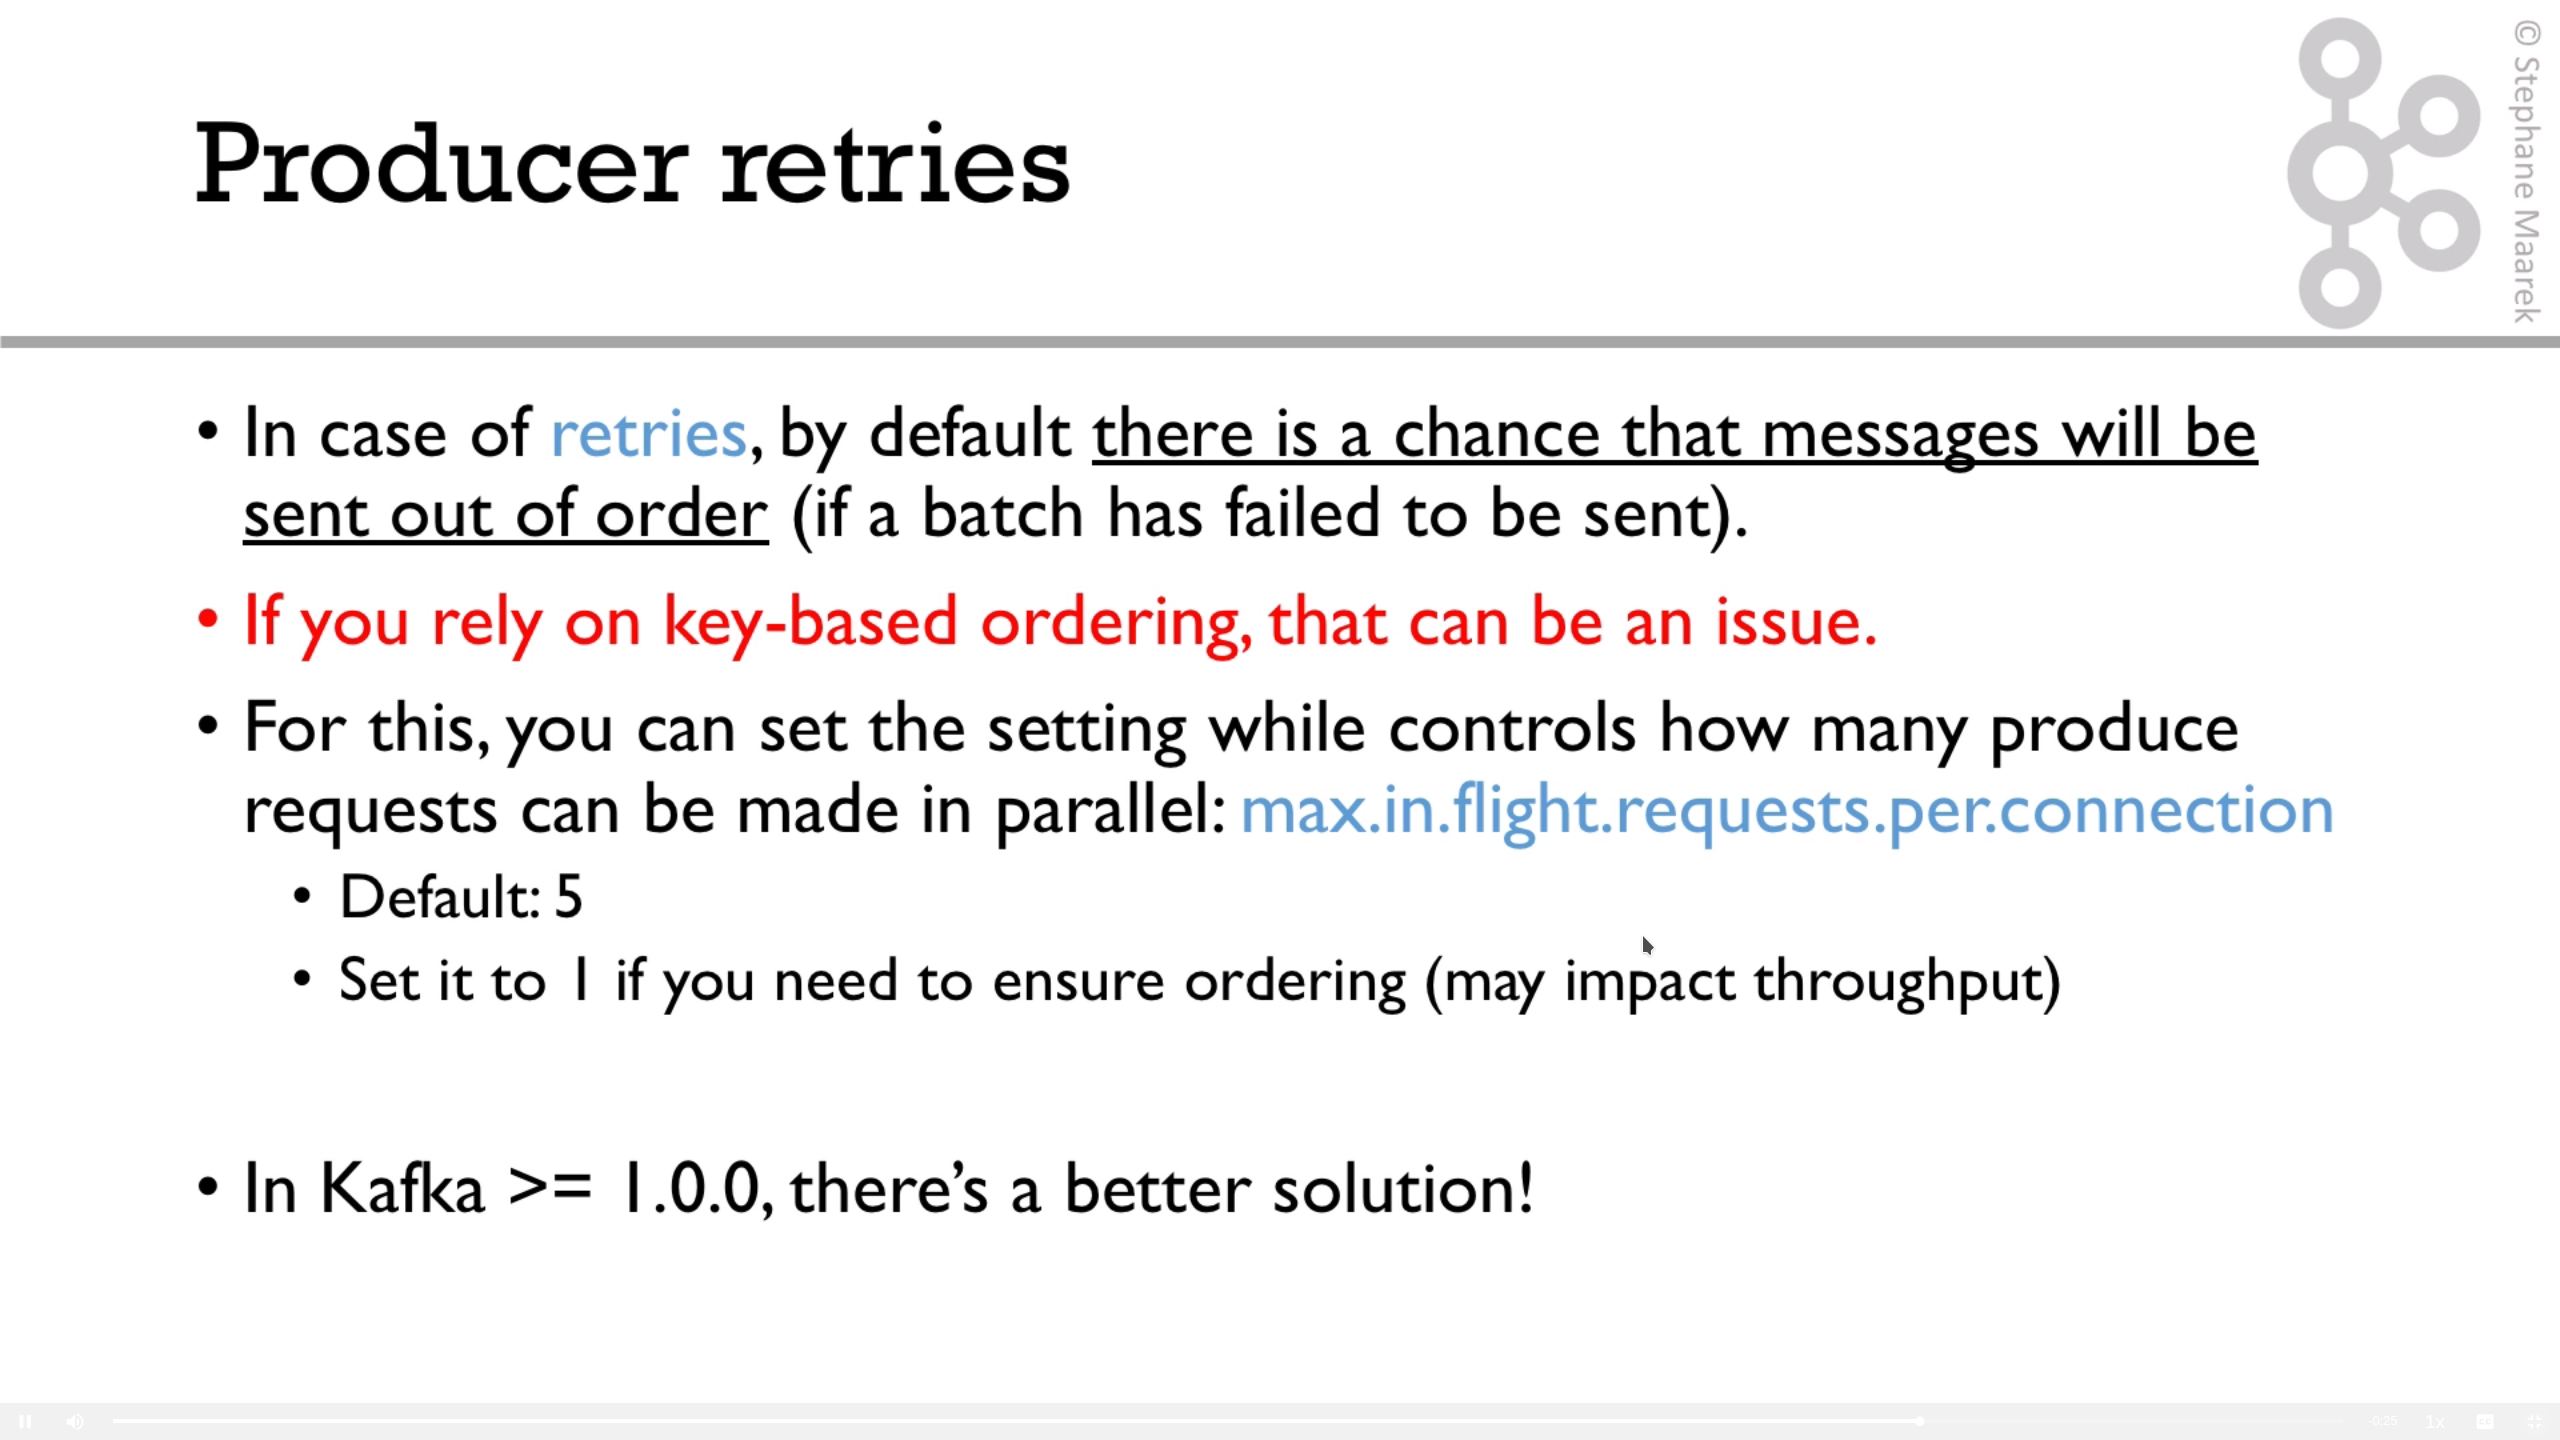 © Stephane Maarek
Producer retries
• In case of retries, by default there is a chance that messages will be
sent out of order (if a batch has failed to be sent).
• If you rely on key-based ordering, that can be an issue.
• For this, you can set the setting while controls how many produce
requests can be made in parallel: max.in.flight.requests.per.connection
• Default: 5
• Set it to 1 if you need to ensure ordering (may impact throughput)
• In Kafka >= 1.0.0, there’s a better solution!
-0:25 1x CC